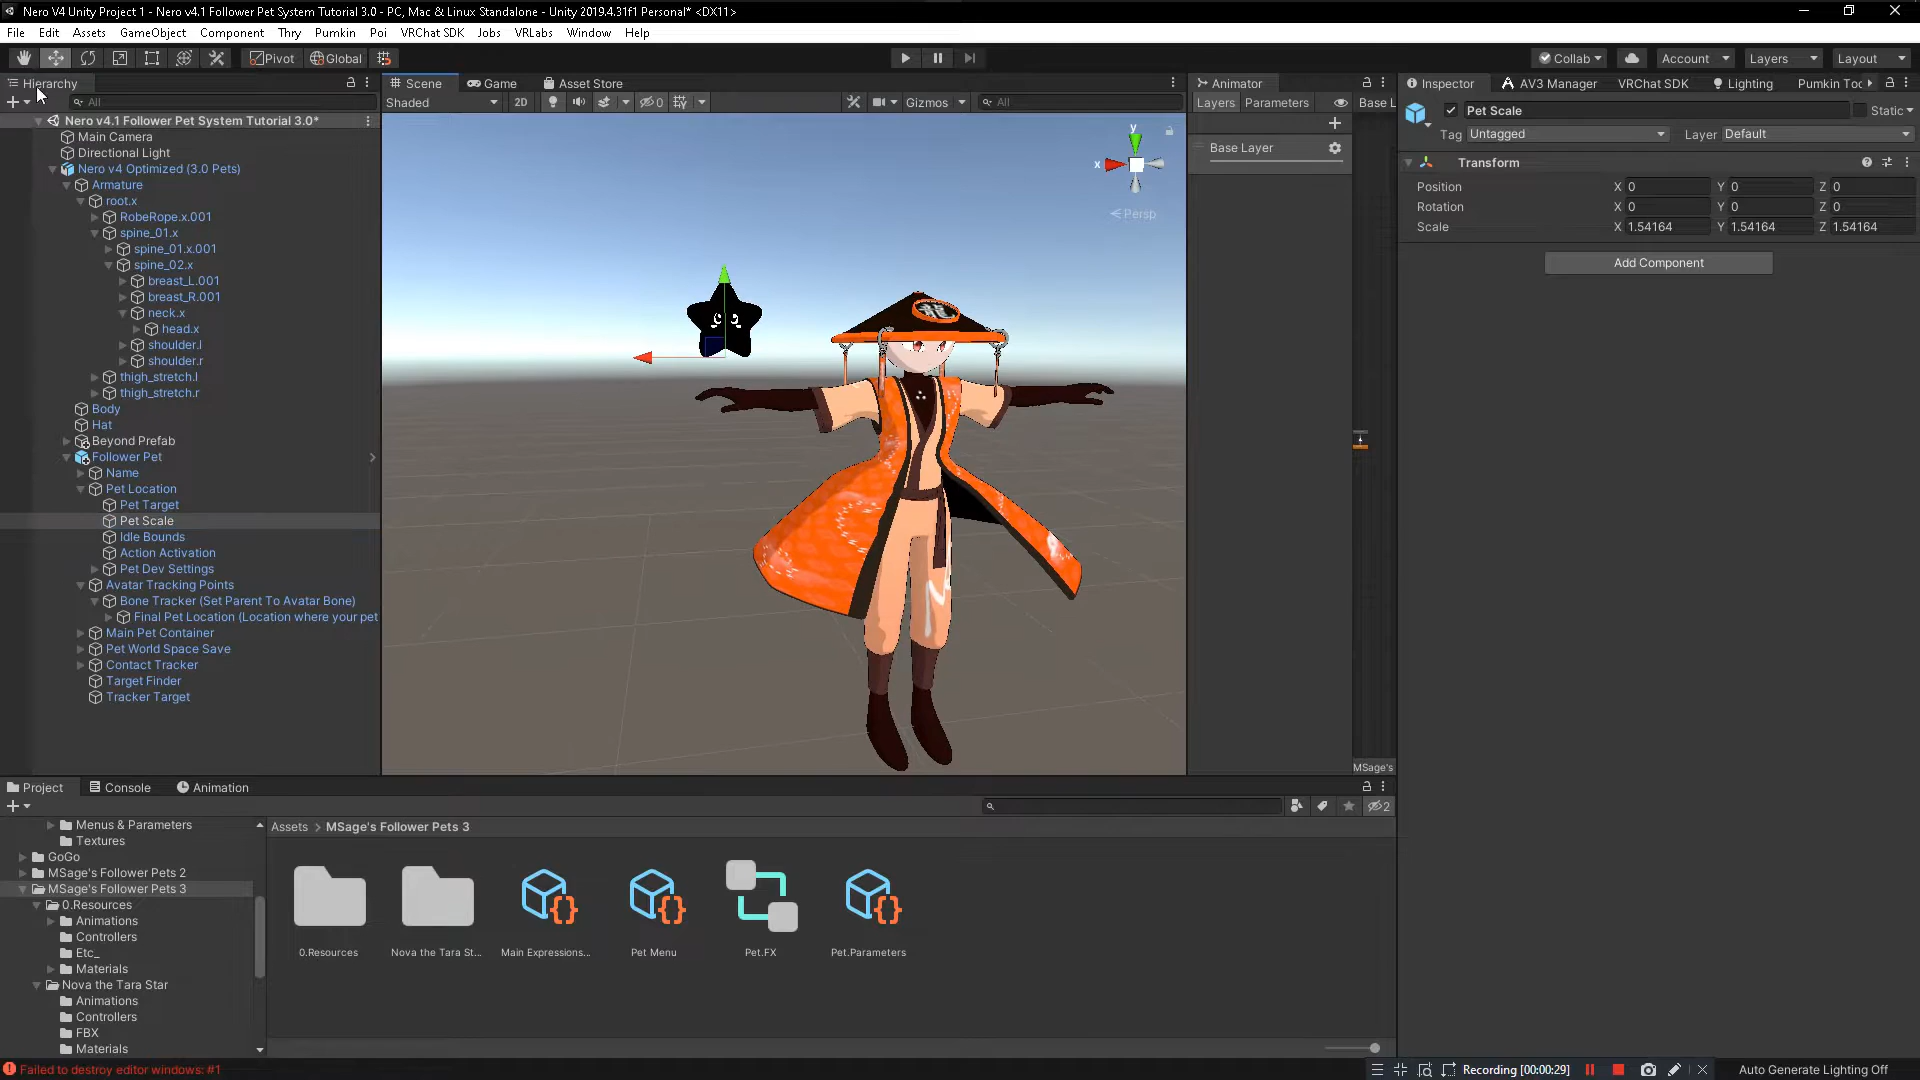 Nero V4 Unity Project 1 - Nero v4.1 Follower Pet System Tutorial 3.0 - PC, Mac & Linux Standalone - Unity 2019.4.31f1 Personal* <DX11>
File Edit Assets GameObject Component Thry Pumkin Poi VRChat SDK Jobs VRLabs Window Help
Pivot Global Collab Account Layers Layout
Hierarchy
All
Nero v4.1 Follower Pet System Tutorial 3.0*
Main Camera
Directional Light
Nero v4 Optimized (3.0 Pets)
Armature
root.x
RobeRope.x.001
spine_01.x
spine_01.x.001
spine_02.x
breast_L.001
breast_R.001
neck.x
head.x
shoulder.l
shoulder.r
thigh_stretch.l
thigh_stretch.r
Body
Hat
Beyond Prefab
Follower Pet
Name
Pet Location
Pet Target
Pet Scale
Idle Bounds
Action Activation
Pet Dev Settings
Avatar Tracking Points
Bone Tracker (Set Parent To Avatar Bone)
Final Pet Location (Location where your pet
Main Pet Container
Pet World Space Save
Contact Tracker
Target Finder
Tracker Target
Scene Game Asset Store
Shaded 2D 0 Gizmos All
y
x
Persp
龍
Animator
Layers Parameters Base L
Base Layer
MSage's
Inspector AV3 Manager VRChat SDK Lighting Pumkin Toc
Pet Scale Static
Tag Untagged Layer Default
Transform
Position X 0 Y 0 Z 0
Rotation X 0 Y 0 Z 0
Scale X 1.54164 Y 1.54164 Z 1.54164
Add Component
Project Console Animation
2
Menus & Parameters
Textures
GoGo
MSage's Follower Pets 2
MSage's Follower Pets 3
0.Resources
Animations
Controllers
Etc_
Materials
Nova the Tara Star
Animations
Controllers
FBX
Materials
Assets > MSage's Follower Pets 3
0.Resources Nova the Tara St... Main Expressions... Pet Menu Pet.FX Pet.Parameters
Failed to destroy editor windows: #1
Recording [00:00:29]
Auto Generate Lighting Off